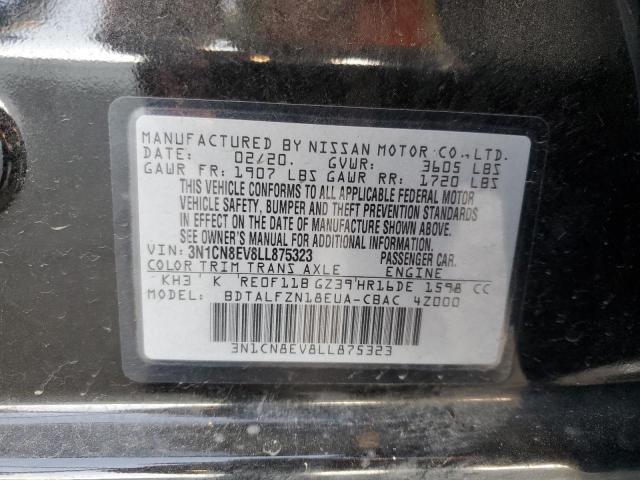 MANUFACTURED BY NISSAN MOTOR CO., LTD.
DATE: 02/20. GVWR: 3605 LBS
GAWR FR: 1907 LBS GAWR RR: 1720 LBS
THIS VEHICLE CONFORMS TO ALL APPLICABLE FEDERAL MOTOR
VEHICLE SAFETY, BUMPER AND THEFT PREVENTION STANDARDS
IN EFFECT ON THE DATE OF MANUFACTURE SHOWN ABOVE.
SEE OWNER'S MANUAL FOR ADDITIONAL INFORMATION.
VIN: 3N1CN8EV8LL875323 PASSENGER CAR.
COLOR TRIM TRANS AXLE ENGINE
KH3 K RE0F11B GZ39 HR16DE 1598 CC
BDTALFZN18EUA-CBAC 4Z000
3N1CN8EV8LL875323